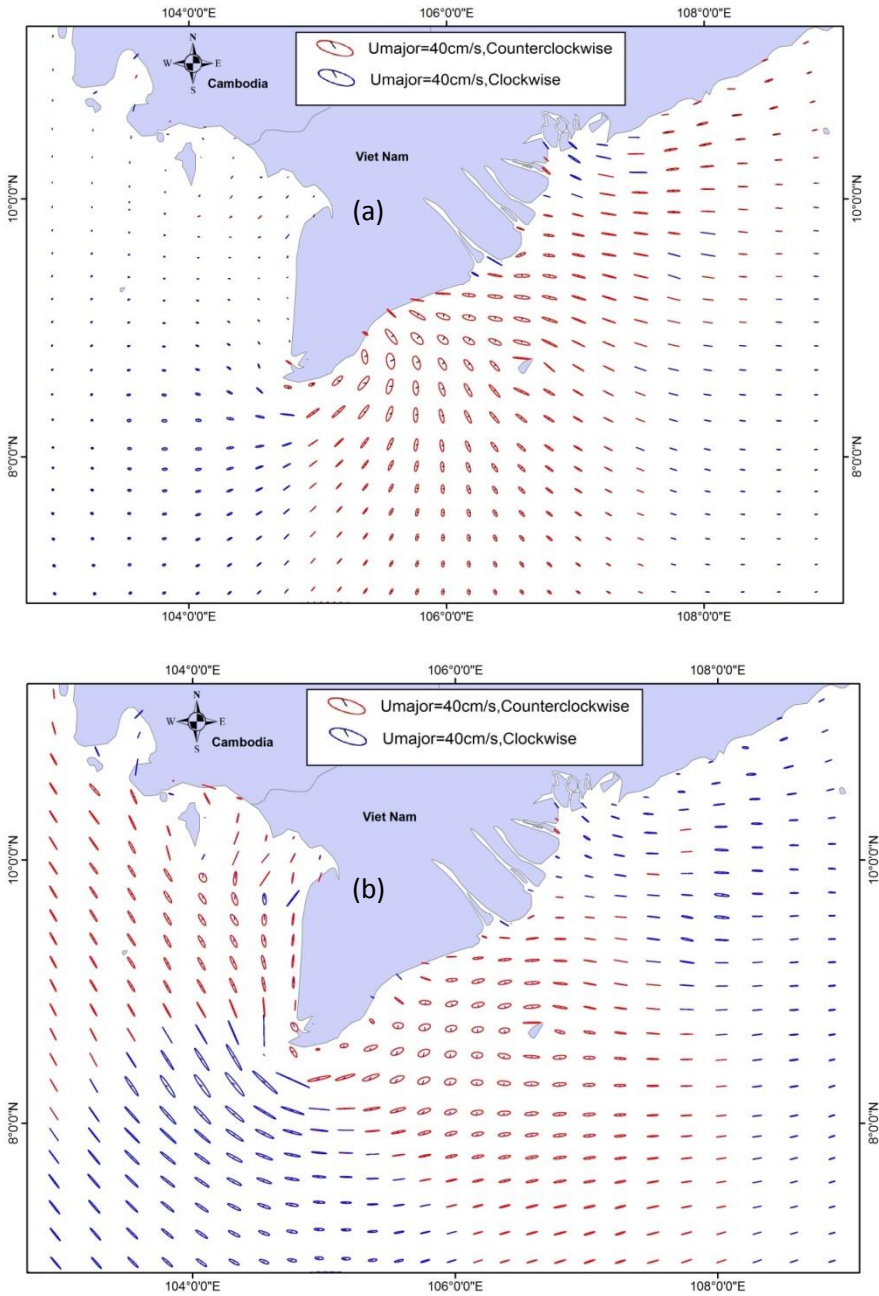 104°0'0"E 106°0'0"E 108°0'0"E
N
W E
S
Cambodia
Umajor=40cm/s,Counterclockwise
Umajor=40cm/s,Clockwise
Viet Nam
(a)
10°0'0"N 10°0'0"N
8°0'0"N 8°0'0"N
104°0'0"E 106°0'0"E 108°0'0"E
104°0'0"E 106°0'0"E 108°0'0"E
N
W E
S
Cambodia
Umajor=40cm/s,Counterclockwise
Umajor=40cm/s,Clockwise
Viet Nam
(b)
10°0'0"N 10°0'0"N
8°0'0"N 8°0'0"N
104°0'0"E 106°0'0"E 108°0'0"E